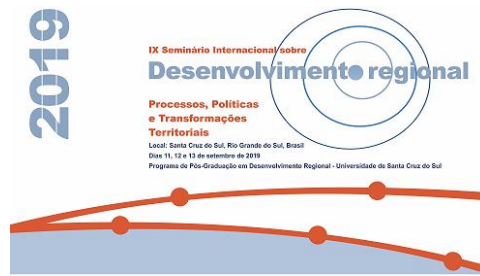 2019
IX Seminário Internacional sobre
Desenvolvimento regional
Processos, Políticas
e Transformações
Territoriais
Local: Santa Cruz do Sul, Rio Grande do Sul, Brasil
Dias 11, 12 e 13 de setembro de 2019
Programa de Pós-Graduação em Desenvolvimento Regional - Universidade de Santa Cruz do Sul